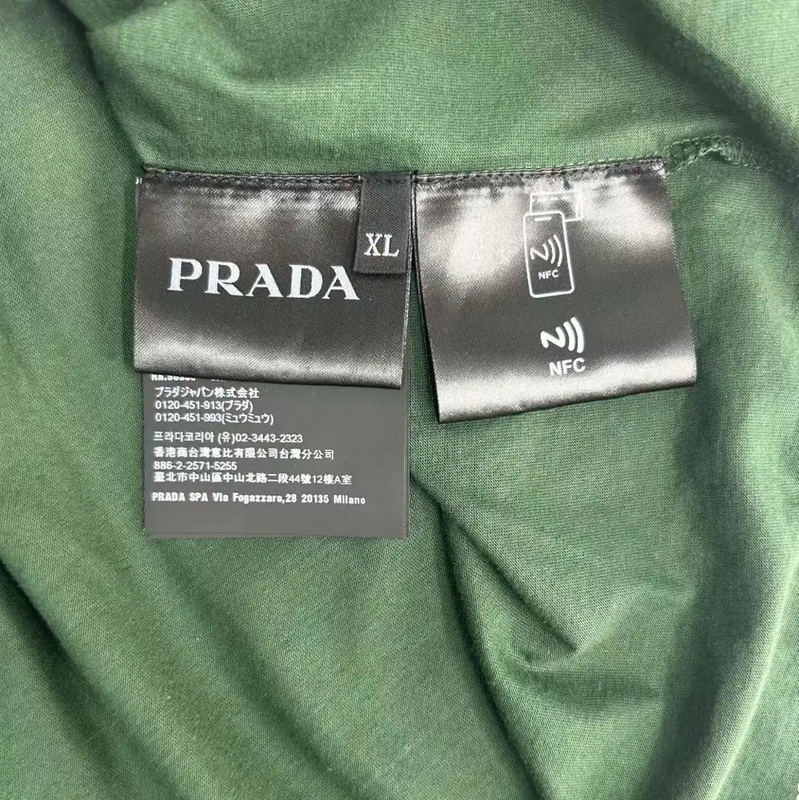 PRADA
XL
NFC
NFC
プラダジャパン株式会社
0120-451-913(プラダ)
0120-451-993(ミュウミュウ)
프라다코리아 (유)02-3443-2323
香港商台灣意比有限公司台灣分公司
886-2-2571-5255
臺北市中山區中山北路二段44號12樓A室
PRADA SPA Via Fogazzaro,28 20135 Milano